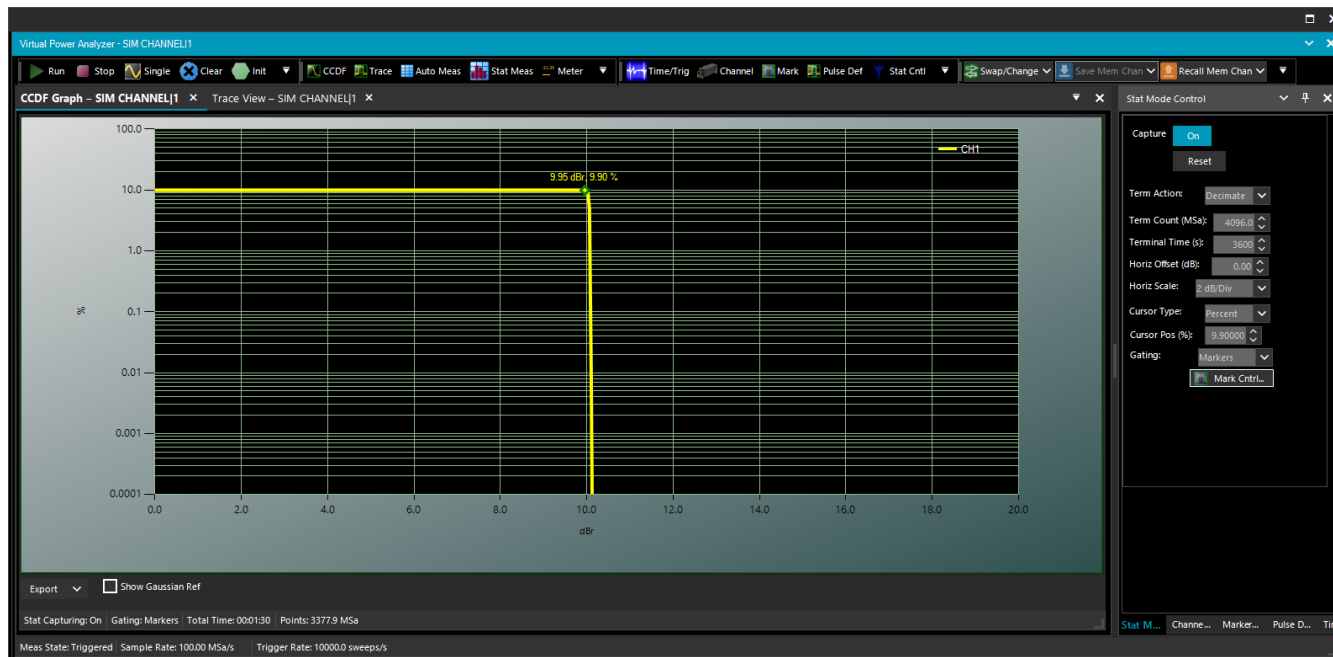 Virtual Power Analyzer - SIM CHANNEL|1
Run Stop Single Clear Init CCDF Trace Auto Meas Stat Meas Meter Time/Trig Channel Mark Pulse Def Stat Cntl Swap/Change Save Mem Chan Recall Mem Chan
CCDF Graph – SIM CHANNEL|1 Trace View – SIM CHANNEL|1
Stat Mode Control
100.0
10.0
1.0
0.1
0.01
0.001
0.0001
%
CH1
9.95 dBr, 9.90 %
0.0 2.0 4.0 6.0 8.0 10.0 12.0 14.0 16.0 18.0 20.0
dBr
Capture On
Reset
Term Action: Decimate
Term Count (MSa): 4096.0
Terminal Time (s): 3600
Horiz Offset (dB): 0.00
Horiz Scale: 2 dB/Div
Cursor Type: Percent
Cursor Pos (%): 9.90000
Gating: Markers
Mark Cntrl...
Export Show Gaussian Ref
Stat Capturing: On Gating: Markers Total Time: 00:01:30 Points: 3377.9 MSa
Stat M... Channe... Marker... Pulse D...
Meas State: Triggered Sample Rate: 100.00 MSa/s Trigger Rate: 10000.0 sweeps/s